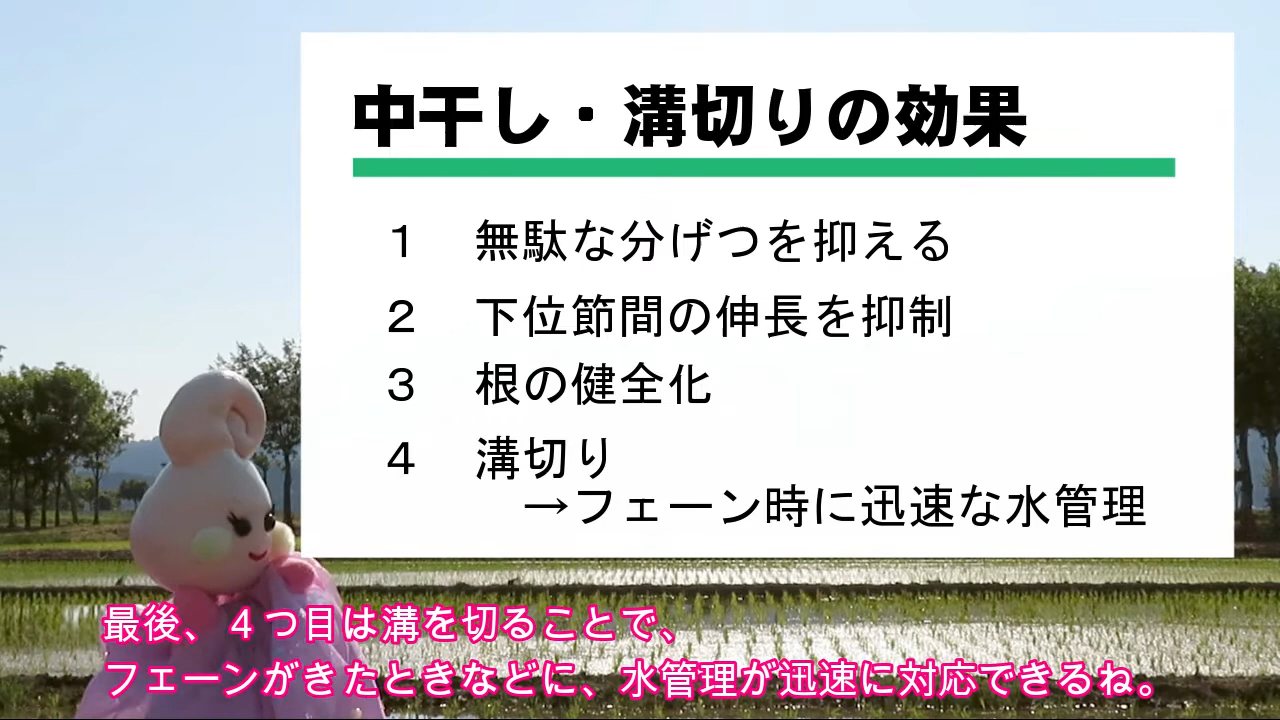 中干し・溝切りの効果
１　無駄な分げつを抑える
２　下位節間の伸長を抑制
３　根の健全化
４　溝切り
→フェーン時に迅速な水管理
最後、４つ目は溝を切ることで、
フェーンがきたときなどに、水管理が迅速に対応できるね。